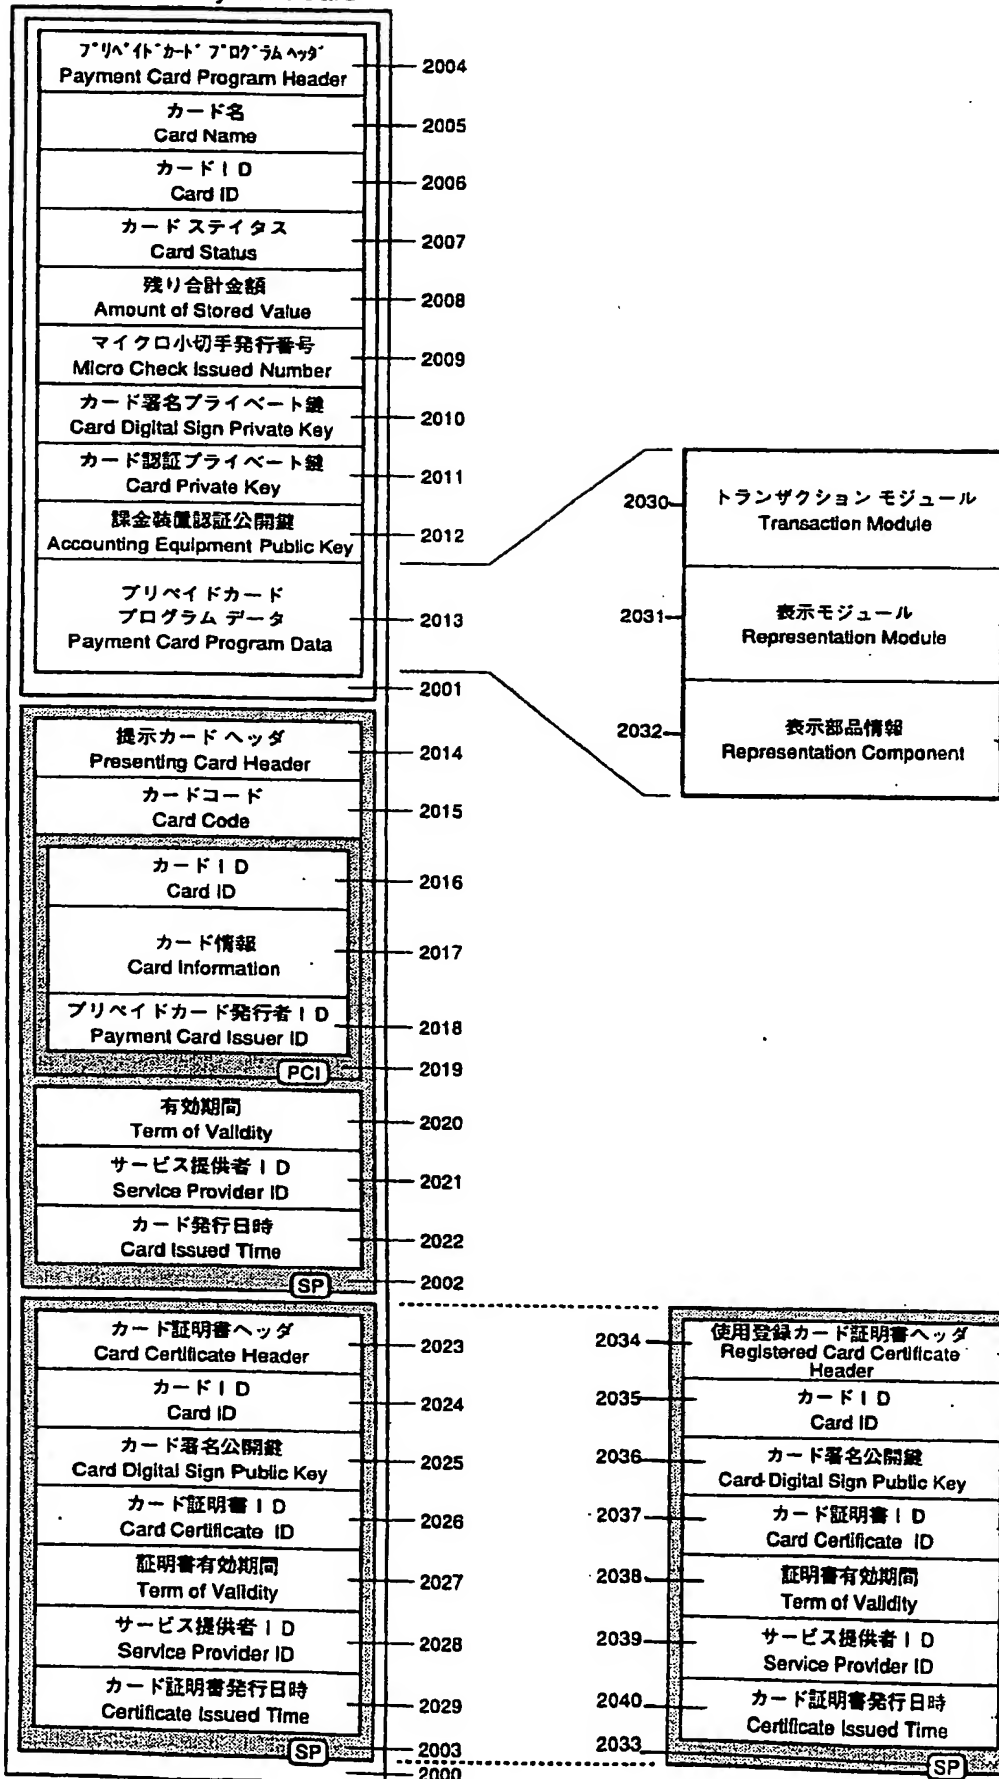 プリペイドカード プログラム ヘッダ
Payment Card Program Header
2004
カード名
Card Name
2005
カードID
Card ID
2006
カード ステイタス
Card Status
2007
残り合計金額
Amount of Stored Value
2008
マイクロ小切手発行番号
Micro Check Issued Number
2009
カード署名プライベート鍵
Card Digital Sign Private Key
2010
カード認証プライベート鍵
Card Private Key
2011
課金装置認証公開鍵
Accounting Equipment Public Key
2012
プリペイドカード
プログラム データ
Payment Card Program Data
2013
2001
2030
トランザクション モジュール
Transaction Module
2031
表示モジュール
Representation Module
2032
表示部品情報
Representation Component
提示カード ヘッダ
Presenting Card Header
2014
カードコード
Card Code
2015
カードID
Card ID
2016
カード情報
Card Information
2017
プリペイドカード発行者ID
Payment Card Issuer ID
2018
PCI
2019
有効期間
Term of Validity
2020
サービス提供者ID
Service Provider ID
2021
カード発行日時
Card Issued Time
2022
SP
2002
カード証明書ヘッダ
Card Certificate Header
2023
カードID
Card ID
2024
カード署名公開鍵
Card Digital Sign Public Key
2025
カード証明書ID
Card Certificate ID
2026
証明書有効期間
Term of Validity
2027
サービス提供者ID
Service Provider ID
2028
カード証明書発行日時
Certificate Issued Time
2029
SP
2003
2000
2034
使用登録カード証明書ヘッダ
Registered Card Certificate
Header
2035
カードID
Card ID
2036
カード署名公開鍵
Card Digital Sign Public Key
2037
カード証明書ID
Card Certificate ID
2038
証明書有効期間
Term of Validity
2039
サービス提供者ID
Service Provider ID
2040
カード証明書発行日時
Certificate Issued Time
2033
SP